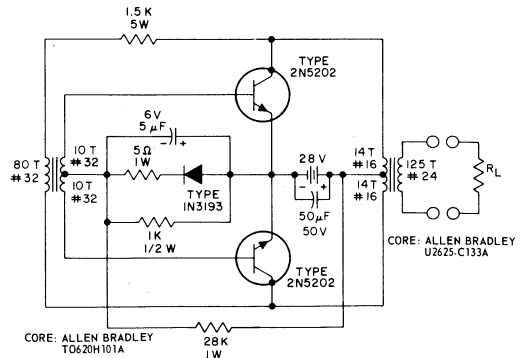 1.5 K
5W
TYPE
2N5202
6V
5 μF
- +
80 T
#32
10 T
#32
10 T
#32
5Ω
1W
TYPE
1N3193
28 V
- +
50μF
50V
14 T
#16
14 T
#16
125 T
#24
RL
1K
1/2 W
CORE: ALLEN BRADLEY
U2625-C133A
TYPE
2N5202
CORE: ALLEN BRADLEY
T0620H101A
28K
1W